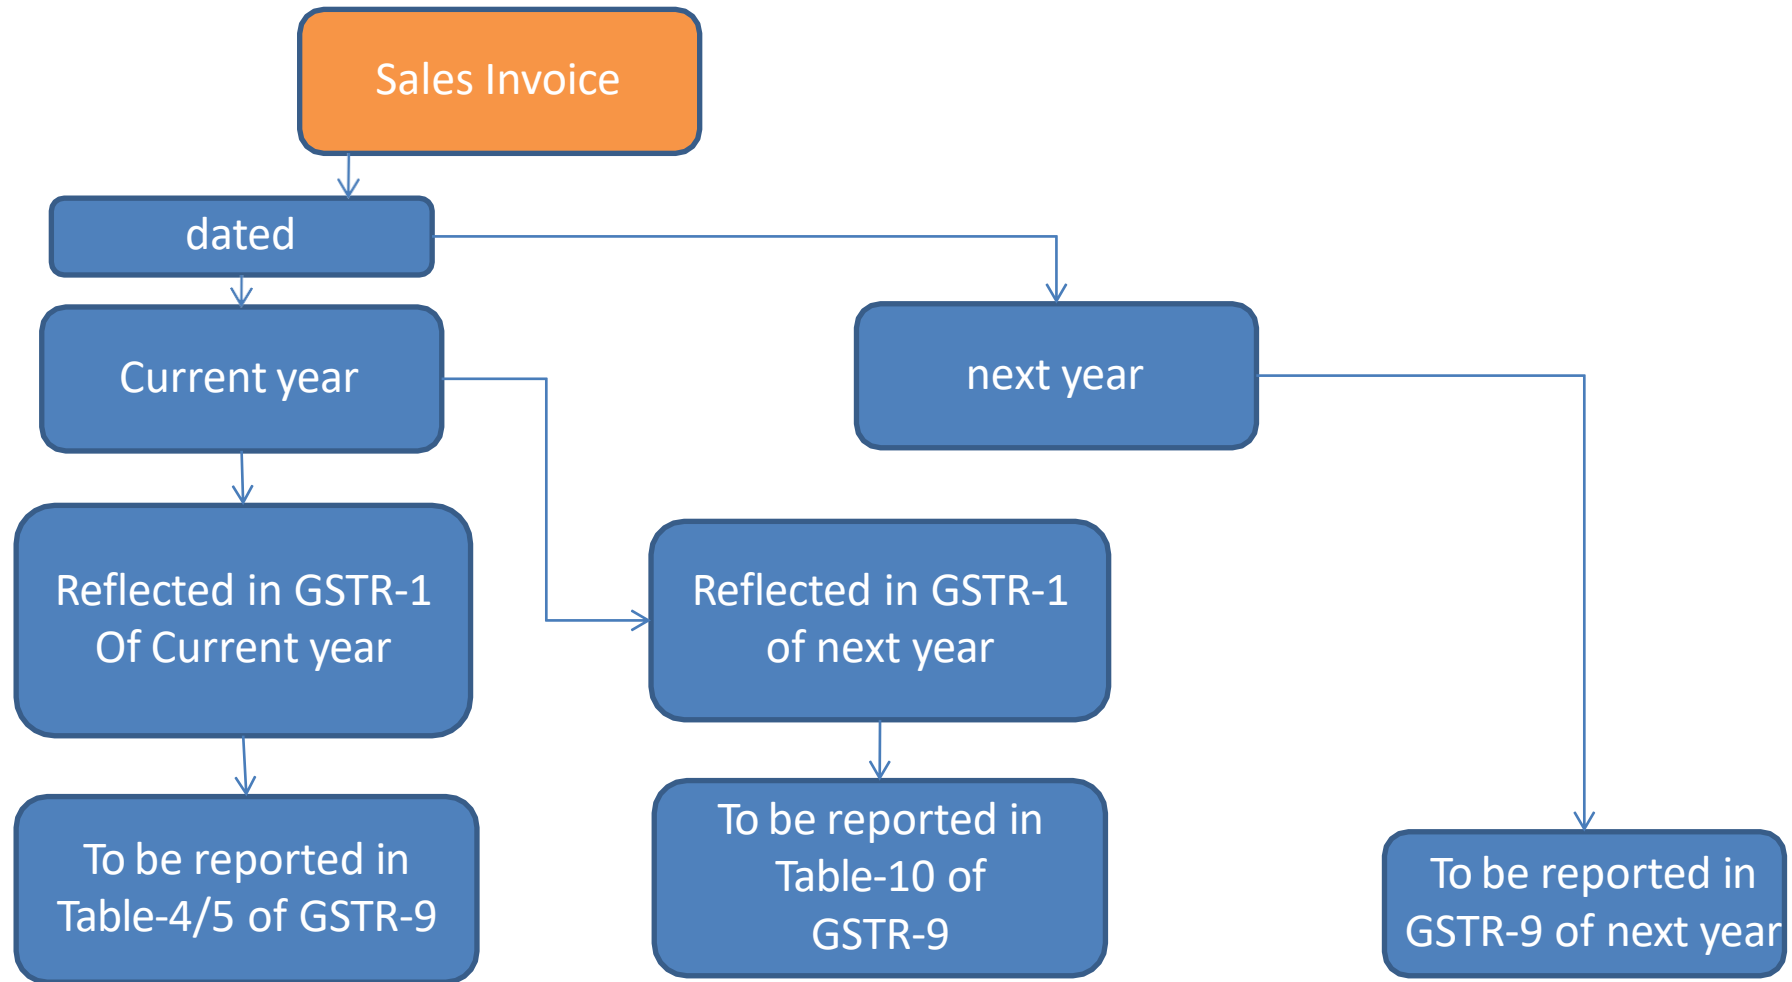 Sales Invoice
dated
Current year
next year
Reflected in GSTR-1
Of Current year
Reflected in GSTR-1
of next year
To be reported in
Table-4/5 of GSTR-9
To be reported in
Table-10 of
GSTR-9
To be reported in
GSTR-9 of next year